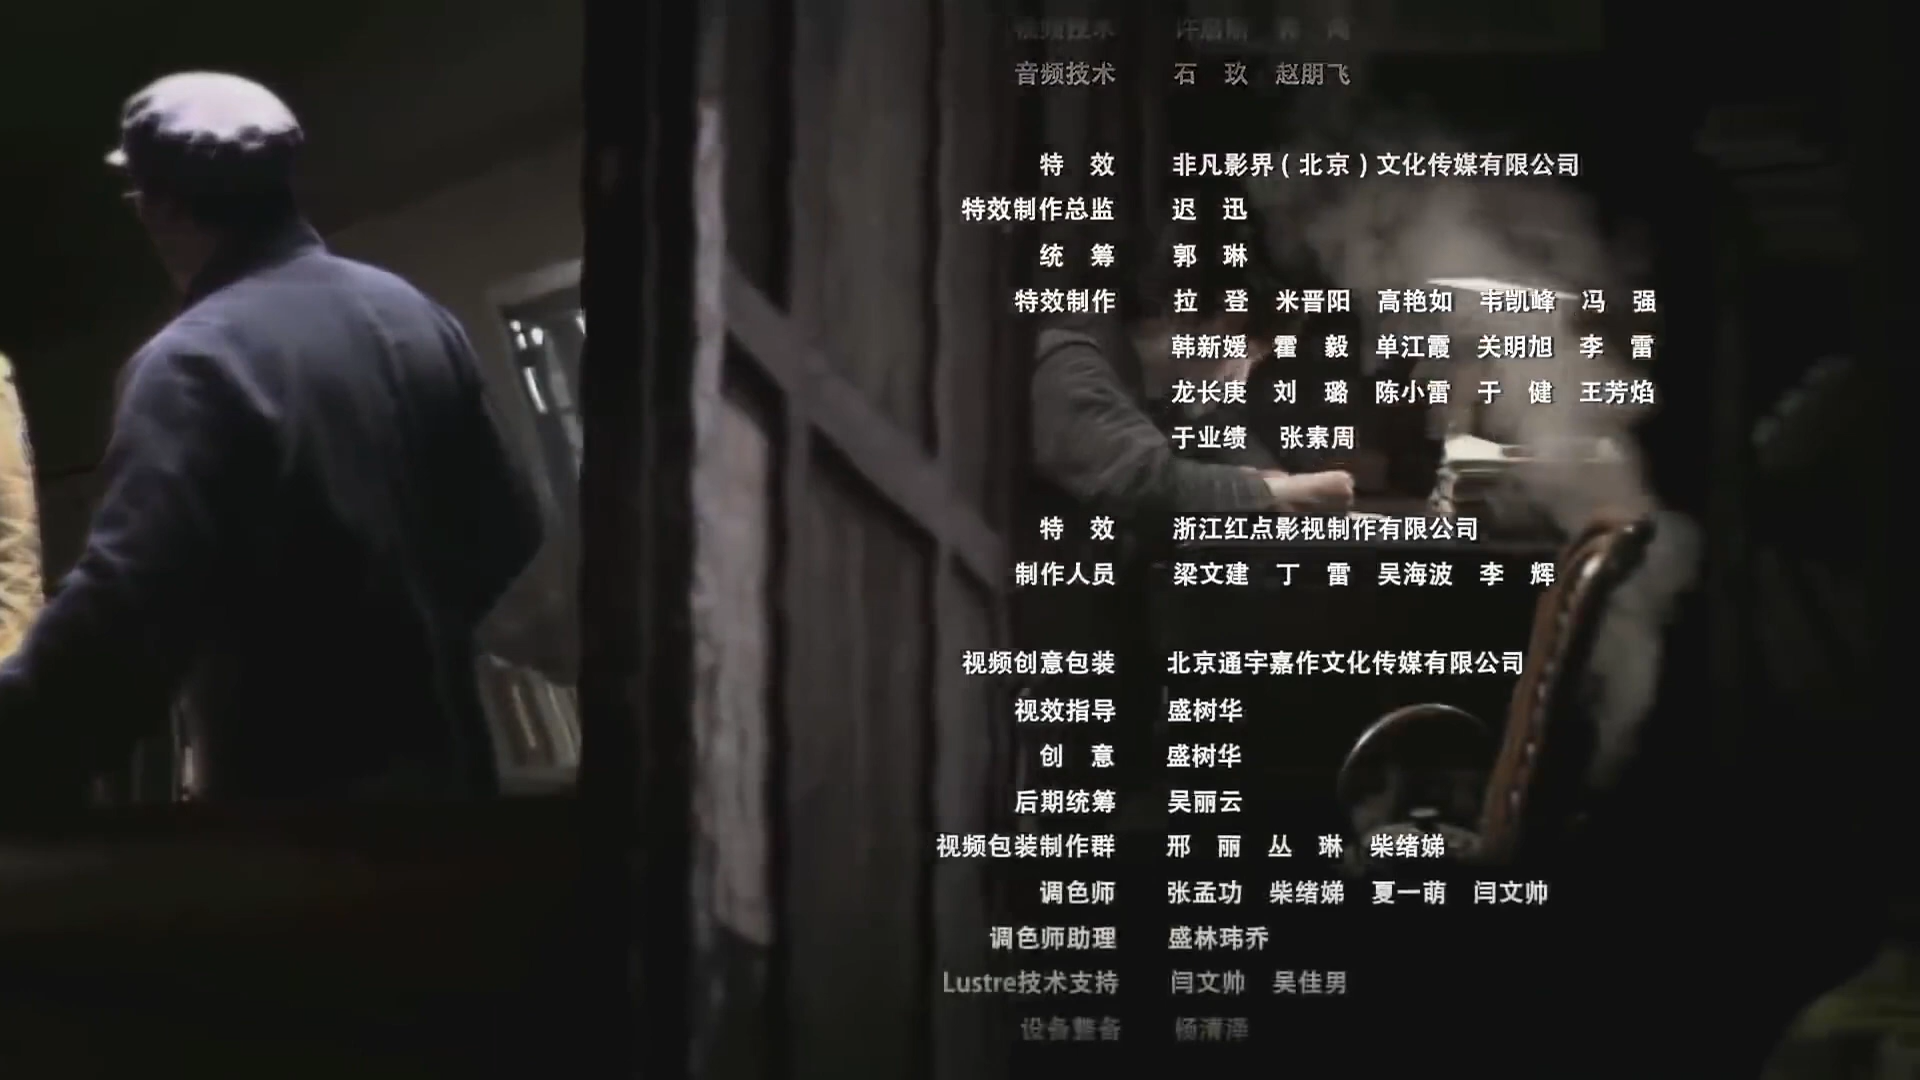 音频技术 石 玖 赵朋飞
特 效 非凡影界（北京）文化传媒有限公司
特效制作总监 迟 迅
统 筹 郭 琳
特效制作 拉 登 米晋阳 高艳如 韦凯峰 冯 强
韩新媛 霍 毅 单江霞 关明旭 李 雷
龙长庚 刘 璐 陈小雷 于 健 王芳焰
于业绩 张素周
特 效 浙江红点影视制作有限公司
制作人员 梁文建 丁 雷 吴海波 李 辉
视频创意包装 北京通宇嘉作文化传媒有限公司
视效指导 盛树华
创 意 盛树华
后期统筹 吴丽云
视频包装制作群 邢 丽 丛 琳 柴绪娣
调色师 张孟功 柴绪娣 夏一萌 闫文帅
调色师助理 盛林玮乔
Lustre技术支持 闫文帅 吴佳男
设备整备 杨清泽